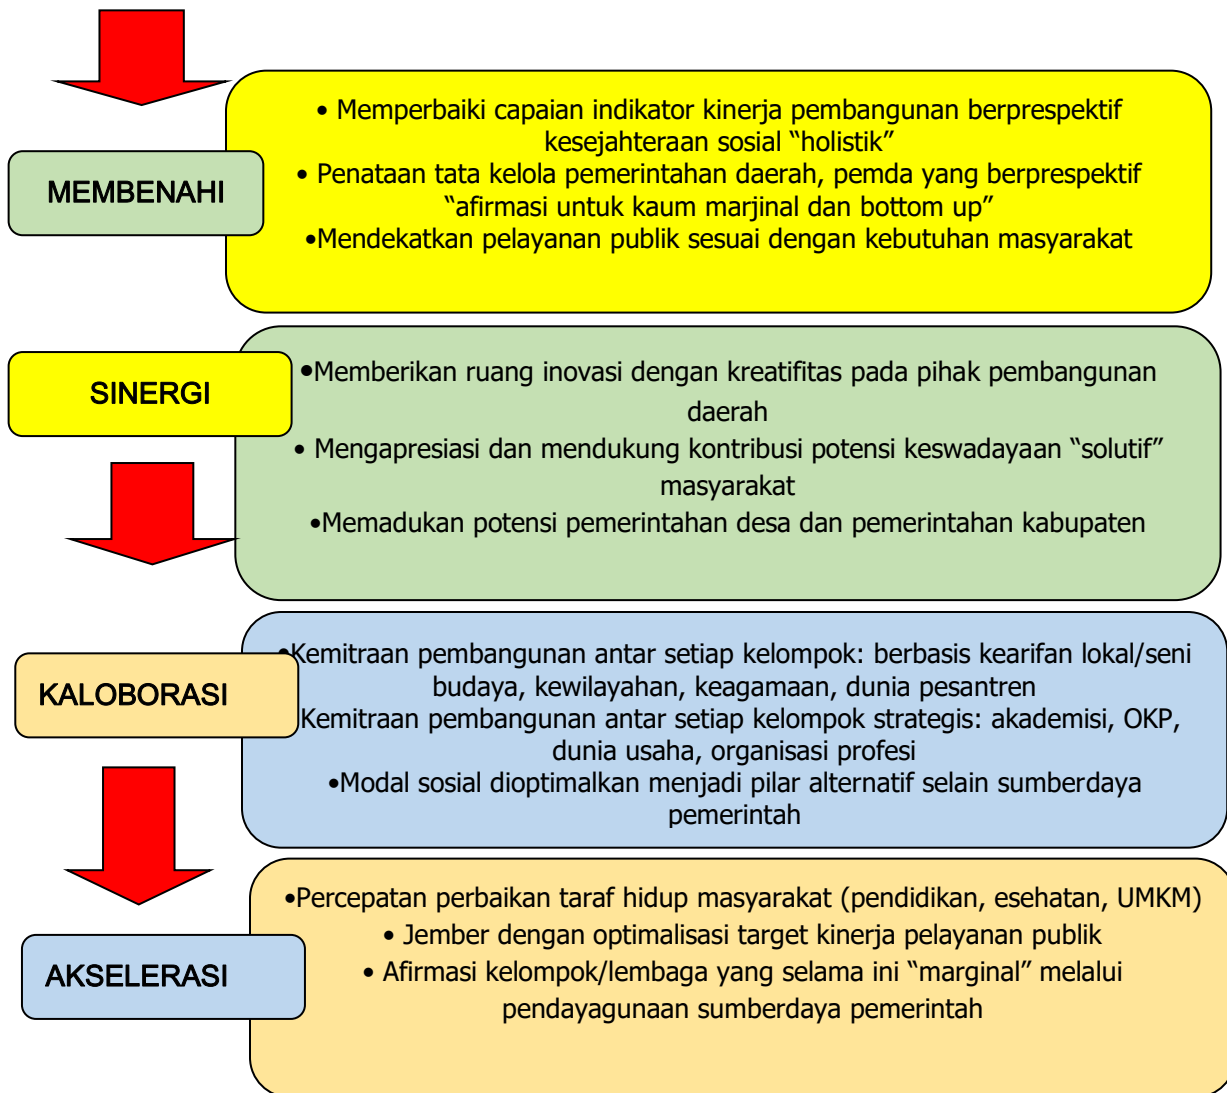 • Memperbaiki capaian indikator kinerja pembangunan berprespektif
kesejahteraan sosial “holistik”
• Penataan tata kelola pemerintahan daerah, pemda yang berprespektif
“afirmasi untuk kaum marjinal dan bottom up”
•Mendekatkan pelayanan publik sesuai dengan kebutuhan masyarakat
MEMBENAHI
•Memberikan ruang inovasi dengan kreatifitas pada pihak pembangunan
daerah
• Mengapresiasi dan mendukung kontribusi potensi keswadayaan “solutif”
masyarakat
•Memadukan potensi pemerintahan desa dan pemerintahan kabupaten
SINERGI
•Kemitraan pembangunan antar setiap kelompok: berbasis kearifan lokal/seni
budaya, kewilayahan, keagamaan, dunia pesantren
Kemitraan pembangunan antar setiap kelompok strategis: akademisi, OKP,
dunia usaha, organisasi profesi
•Modal sosial dioptimalkan menjadi pilar alternatif selain sumberdaya
pemerintah
KALOBORASI
•Percepatan perbaikan taraf hidup masyarakat (pendidikan, esehatan, UMKM)
• Jember dengan optimalisasi target kinerja pelayanan publik
• Afirmasi kelompok/lembaga yang selama ini “marginal” melalui
pendayagunaan sumberdaya pemerintah
AKSELERASI